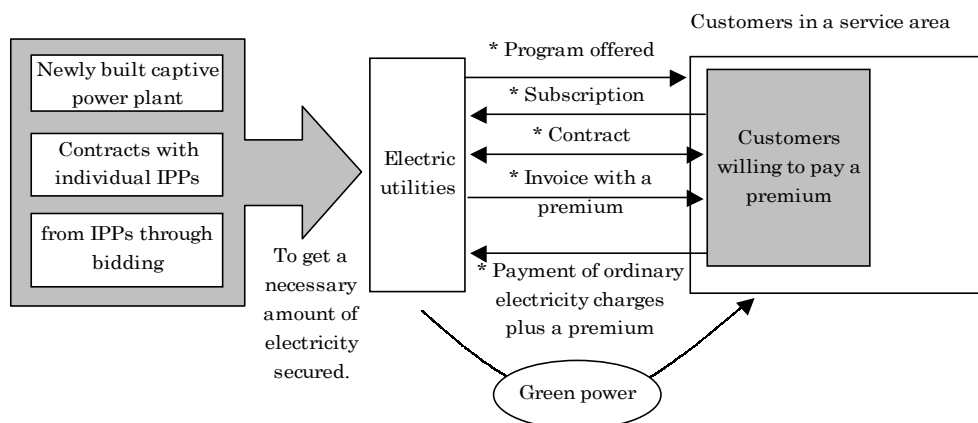 Customers in a service area
Newly built captive
power plant
Contracts with
individual IPPs
from IPPs through
bidding
To get a
necessary
amount of
electricity
secured.
Electric
utilities
* Program offered
* Subscription
* Contract
* Invoice with a
premium
* Payment of ordinary
electricity charges
plus a premium
Customers
willing to pay a
premium
Green power